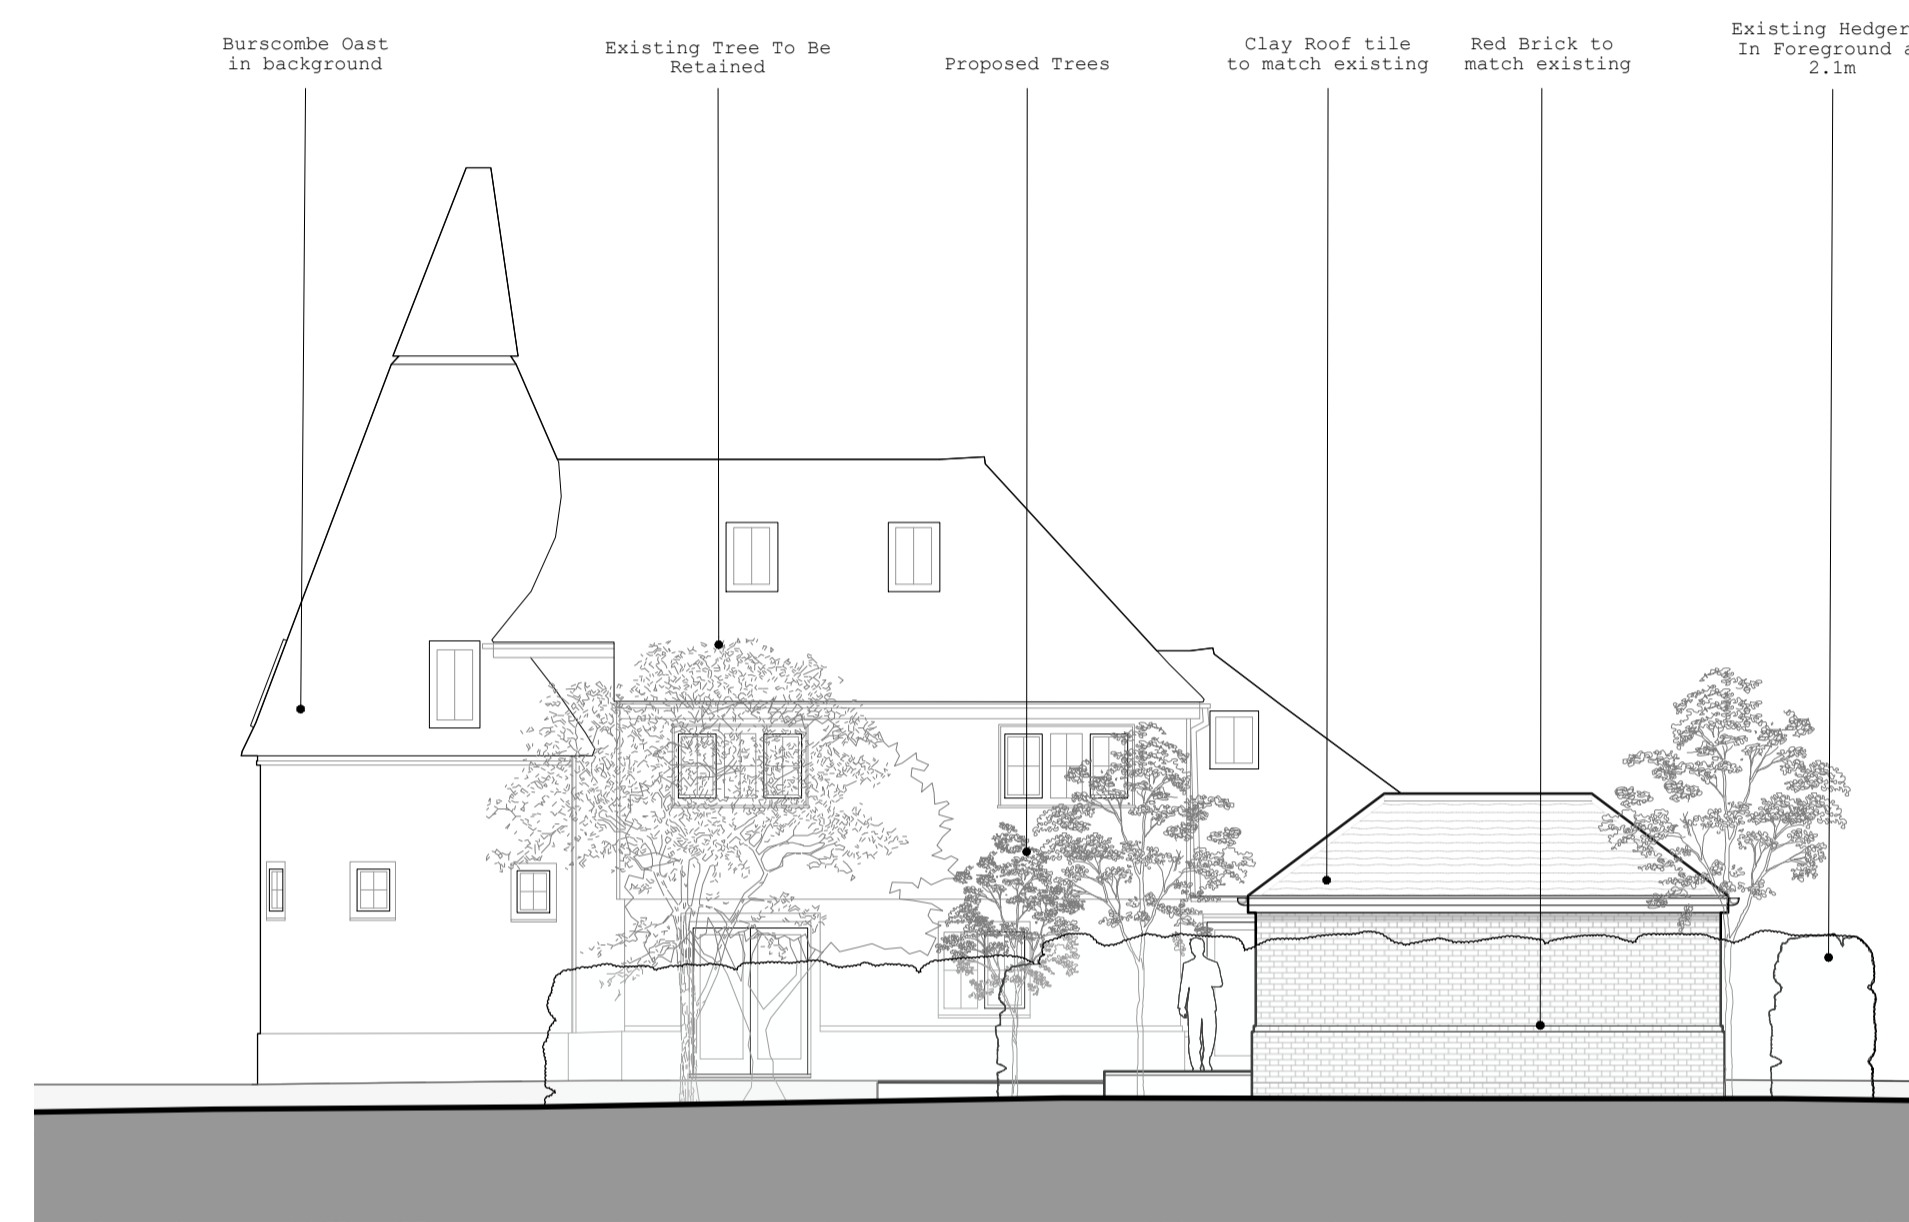 Burscombe Oast
in background
Existing Tree To Be
Retained
Proposed Trees
Clay Roof tile
to match existing
Red Brick to
match existing
Existing Hedger
In Foreground a
2.1m